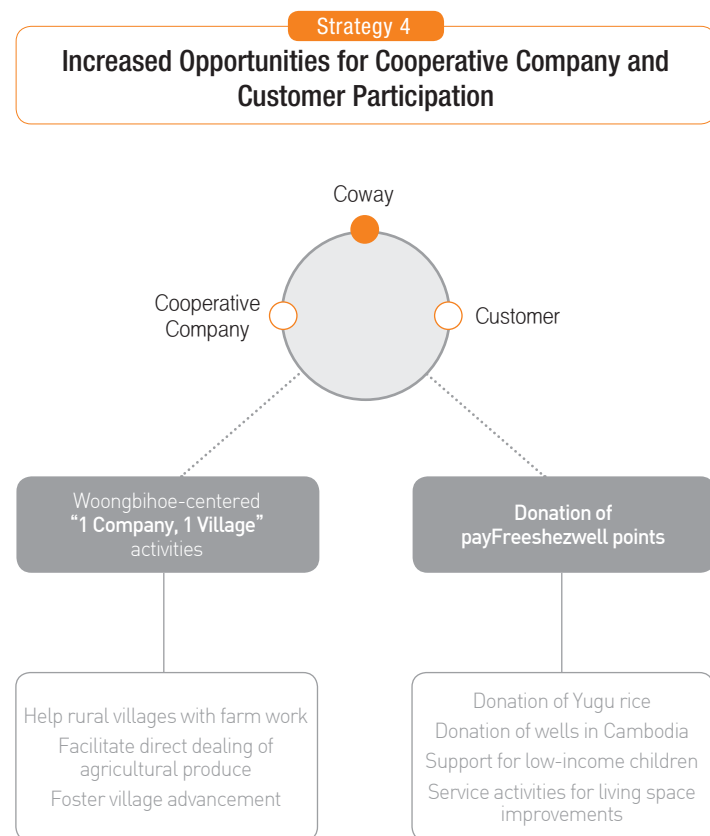 Strategy 4
Increased Opportunities for Cooperative Company and
Customer Participation
Coway
Cooperative
Company
Customer
Woongbihoe-centered
“1 Company, 1 Village”
activities
Donation of
payFreeshezwell points
Help rural villages with farm work
Facilitate direct dealing of
agricultural produce
Foster village advancement
Donation of Yugu rice
Donation of wells in Cambodia
Support for low-income children
Service activities for living space
improvements